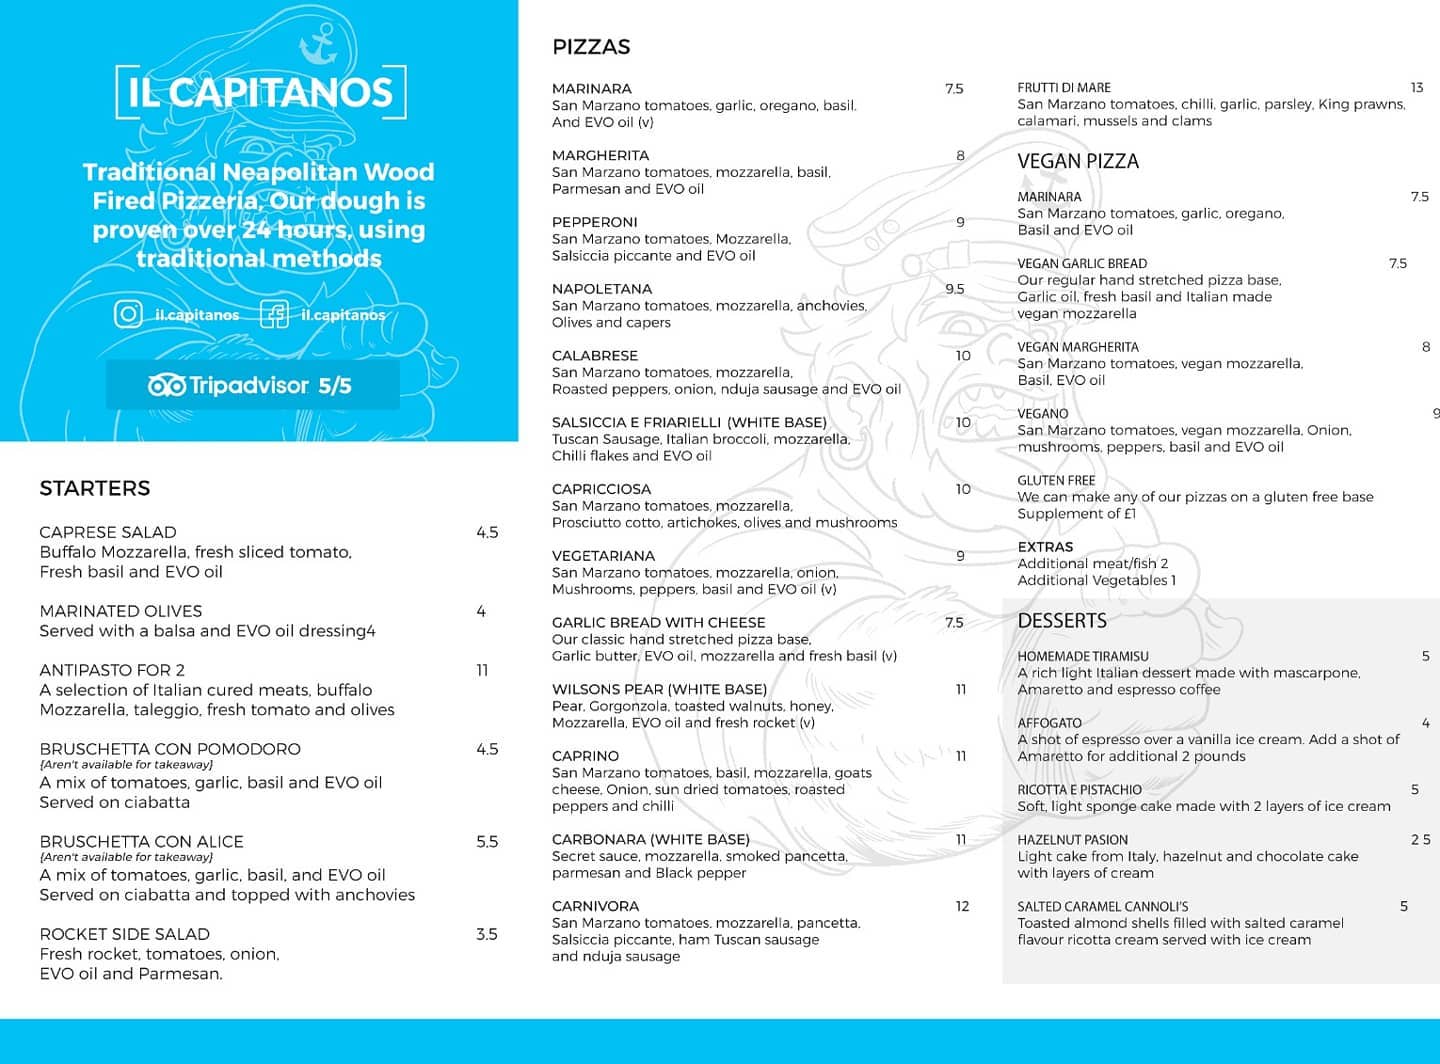 IL CAPITANOS
Traditional Neapolitan Wood
Fired Pizzeria, Our dough is
proven over 24 hours, using
traditional methods
il.capitanos il.capitanos
Tripadvisor 5/5
STARTERS
CAPRESE SALAD 4.5
Buffalo Mozzarella, fresh sliced tomato,
Fresh basil and EVO oil
MARINATED OLIVES 4
Served with a balsa and EVO oil dressing4
ANTIPASTO FOR 2 11
A selection of Italian cured meats, buffalo
Mozzarella, taleggio, fresh tomato and olives
BRUSCHETTA CON POMODORO 4.5
{Aren't available for takeaway}
A mix of tomatoes, garlic, basil and EVO oil
Served on ciabatta
BRUSCHETTA CON ALICE 5.5
{Aren't available for takeaway}
A mix of tomatoes, garlic, basil, and EVO oil
Served on ciabatta and topped with anchovies
ROCKET SIDE SALAD 3.5
Fresh rocket, tomatoes, onion,
EVO oil and Parmesan.
PIZZAS
MARINARA 7.5
San Marzano tomatoes, garlic, oregano, basil.
And EVO oil (v)
MARGHERITA 8
San Marzano tomatoes, mozzarella, basil,
Parmesan and EVO oil
PEPPERONI 9
San Marzano tomatoes, Mozzarella,
Salsiccia piccante and EVO oil
NAPOLETANA 9.5
San Marzano tomatoes, mozzarella, anchovies,
Olives and capers
CALABRESE 10
San Marzano tomatoes, mozzarella,
Roasted peppers, onion, nduja sausage and EVO oil
SALSICCIA E FRIARIELLI (WHITE BASE) 10
Tuscan Sausage, Italian broccoli, mozzarella,
Chilli flakes and EVO oil
CAPRICCIOSA 10
San Marzano tomatoes, mozzarella,
Prosciutto cotto, artichokes, olives and mushrooms
VEGETARIANA 9
San Marzano tomatoes, mozzarella, onion,
Mushrooms, peppers, basil and EVO oil (v)
GARLIC BREAD WITH CHEESE 7.5
Our classic hand stretched pizza base,
Garlic butter, EVO oil, mozzarella and fresh basil (v)
WILSONS PEAR (WHITE BASE) 11
Pear, Gorgonzola, toasted walnuts, honey,
Mozzarella, EVO oil and fresh rocket (v)
CAPRINO 11
San Marzano tomatoes, basil, mozzarella, goats
cheese, Onion, sun dried tomatoes, roasted
peppers and chilli
CARBONARA (WHITE BASE) 11
Secret sauce, mozzarella, smoked pancetta,
parmesan and Black pepper
CARNIVORA 12
San Marzano tomatoes, mozzarella, pancetta,
Salsiccia piccante, ham Tuscan sausage
and nduja sausage
FRUTTI DI MARE 13
San Marzano tomatoes, chilli, garlic, parsley, King prawns,
calamari, mussels and clams
VEGAN PIZZA
MARINARA 7.5
San Marzano tomatoes, garlic, oregano,
Basil and EVO oil
VEGAN GARLIC BREAD 7.5
Our regular hand stretched pizza base,
Garlic oil, fresh basil and Italian made
vegan mozzarella
VEGAN MARGHERITA 8
San Marzano tomatoes, vegan mozzarella,
Basil, EVO oil
VEGANO 9
San Marzano tomatoes, vegan mozzarella, Onion,
mushrooms, peppers, basil and EVO oil
GLUTEN FREE
We can make any of our pizzas on a gluten free base
Supplement of £1
EXTRAS
Additional meat/fish 2
Additional Vegetables 1
DESSERTS
HOMEMADE TIRAMISU 5
A rich light Italian dessert made with mascarpone,
Amaretto and espresso coffee
AFFOGATO 4
A shot of espresso over a vanilla ice cream. Add a shot of
Amaretto for additional 2 pounds
RICOTTA E PISTACHIO 5
Soft, light sponge cake made with 2 layers of ice cream
HAZELNUT PASION 2 5
Light cake from Italy, hazelnut and chocolate cake
with layers of cream
SALTED CARAMEL CANNOLI'S 5
Toasted almond shells filled with salted caramel
flavour ricotta cream served with ice cream